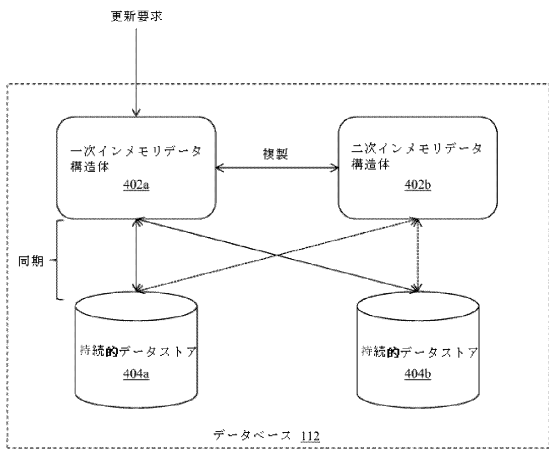 更新要求
一次インメモリデータ
構造体
402a
複製
二次インメモリデータ
構造体
402b
同期
持続的データストア
404a
持続的データストア
404b
データベース 112